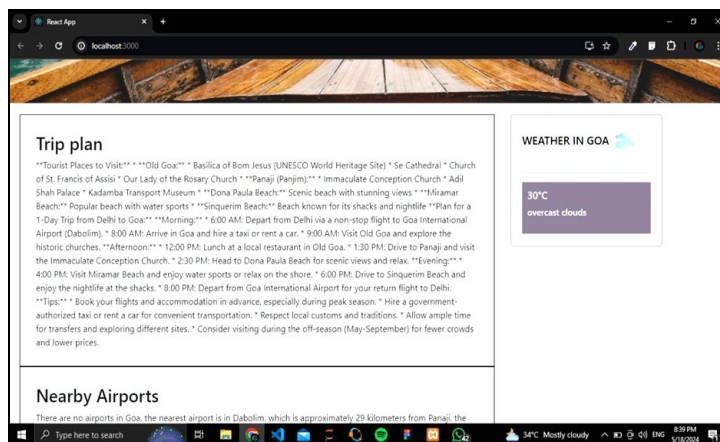 React App
localhost:3000
Trip plan
**Tourist Places to Visit:** * **Old Goa:** * Basilica of Bom Jesus (UNESCO World Heritage Site) * Se Cathedral * Church
of St. Francis of Assisi * Our Lady of the Rosary Church * **Panaji (Panjim):** * Immaculate Conception Church * Adil
Shah Palace * Kadamba Transport Museum * **Dona Paula Beach:** Scenic beach with stunning views * **Miramar
Beach:** Popular beach with water sports * **Sinquerim Beach:** Beach known for its shacks and nightlife **Plan for a
1-Day Trip from Delhi to Goa:** **Morning:** * 6:00 AM: Depart from Delhi via a non-stop flight to Goa International
Airport (Dabolim). * 8:00 AM: Arrive in Goa and hire a taxi or rent a car. * 9:00 AM: Visit Old Goa and explore the
historic churches. **Afternoon:** * 12:00 PM: Lunch at a local restaurant in Old Goa. * 1:30 PM: Drive to Panaji and visit
the Immaculate Conception Church. * 2:30 PM: Head to Dona Paula Beach for scenic views and relax. **Evening:** *
4:00 PM: Visit Miramar Beach and enjoy water sports or relax on the shore. * 6:00 PM: Drive to Sinquerim Beach and
enjoy the nightlife at the shacks. * 8:00 PM: Depart from Goa International Airport for your return flight to Delhi.
**Tips:** * Book your flights and accommodation in advance, especially during peak season. * Hire a government-
authorized taxi or rent a car for convenient transportation. * Respect local customs and traditions. * Allow ample time
for transfers and exploring different sites. * Consider visiting during the off-season (May-September) for fewer crowds
and lower prices.
WEATHER IN GOA
30°C
overcast clouds
Nearby Airports
There are no airports in Goa, the nearest airport is in Dabolim, which is approximately 29 kilometers from Panaji, the
Type here to search
42
34°C Mostly cloudy
ENG
8:39 PM
5/18/2024